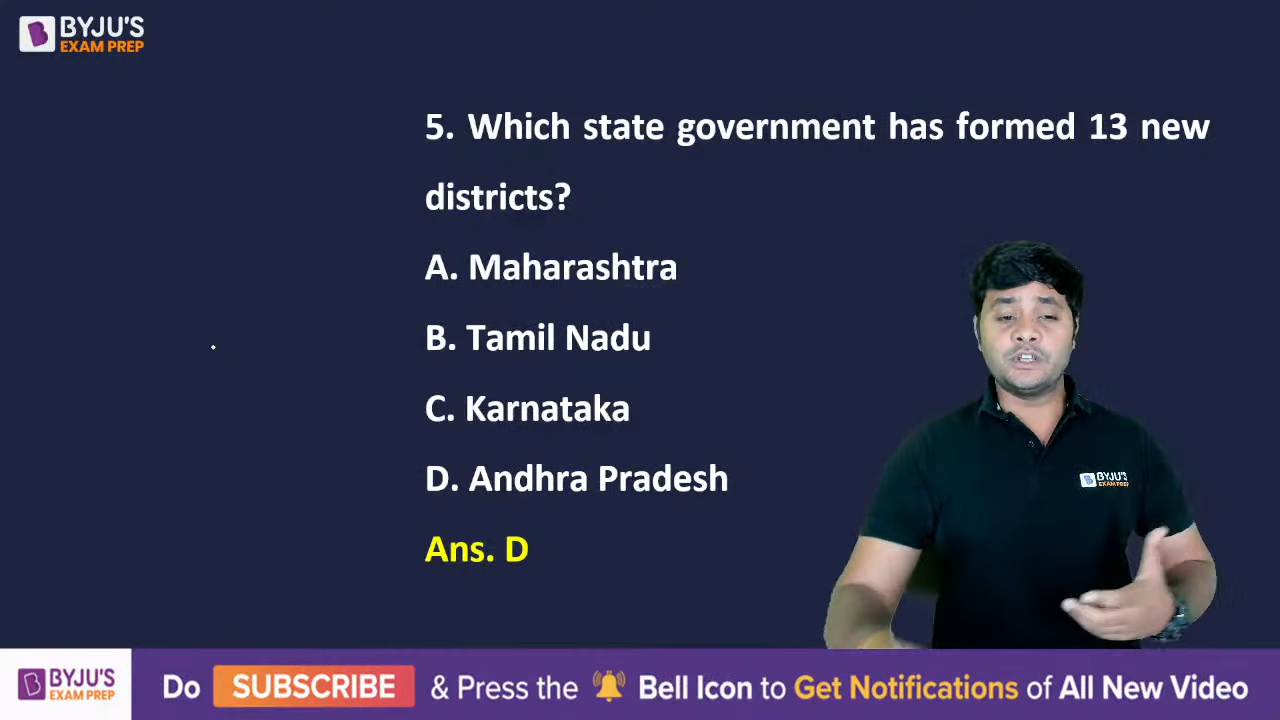 BYJU'S
EXAM PREP
5. Which state government has formed 13 new
districts?
A. Maharashtra
B. Tamil Nadu
C. Karnataka
D. Andhra Pradesh
Ans. D
BYJU'S
EXAM PREP
BYJU'S
EXAM PREP
Do SUBSCRIBE & Press the Bell Icon to Get Notifications of All New Video